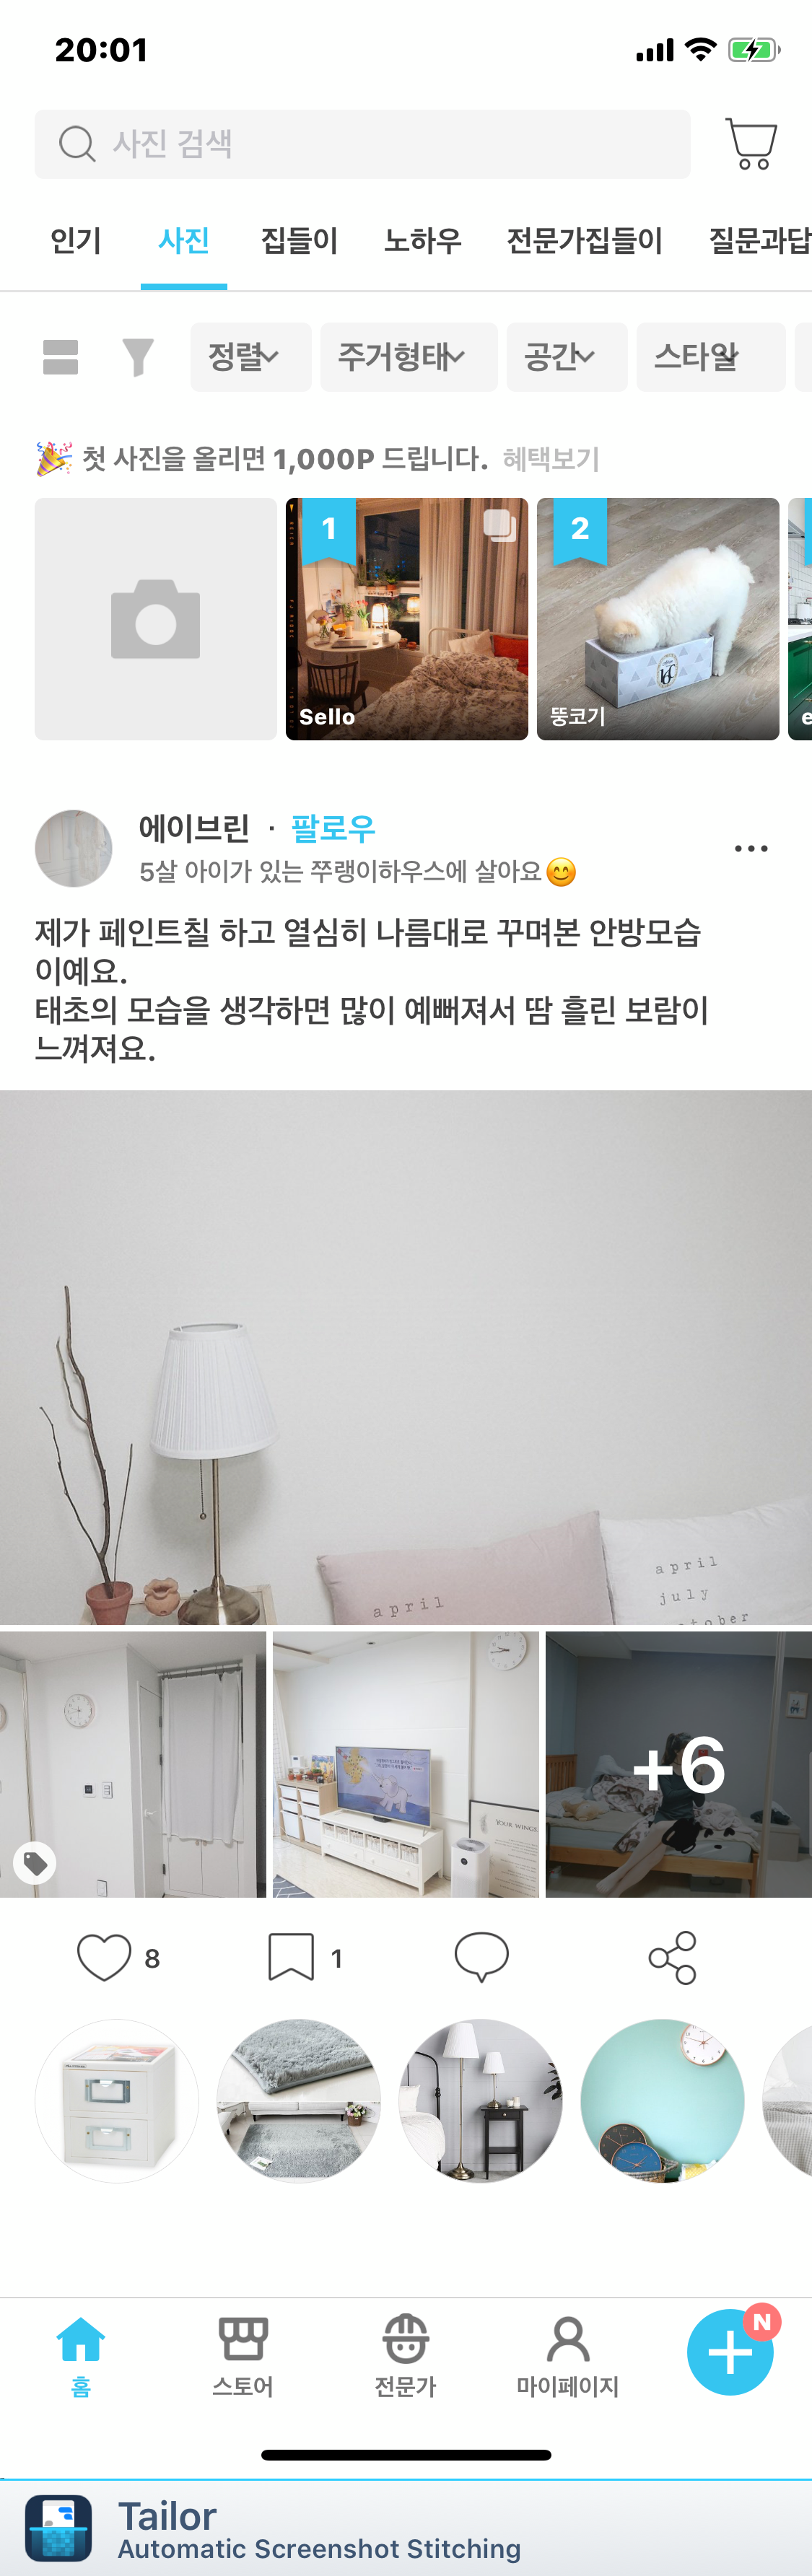 20:01
사진 검색
인기 사진 집들이 노하우 전문가집들이 질문과답
정렬 주거형태 공간 스타일
첫 사진을 올리면 1,000P 드립니다. 혜택보기
1
2
Sello
뚱코기
e
에이브린 · 팔로우
5살 아이가 있는 쭈랭이하우스에 살아요😊
제가 페인트칠 하고 열심히 나름대로 꾸며본 안방모습
이예요.
태초의 모습을 생각하면 많이 예뻐져서 땀 흘린 보람이
느껴져요.
april
april
july
YOUR WINGS
+6
8
1
홈 스토어 전문가 마이페이지
N
Tailor
Automatic Screenshot Stitching